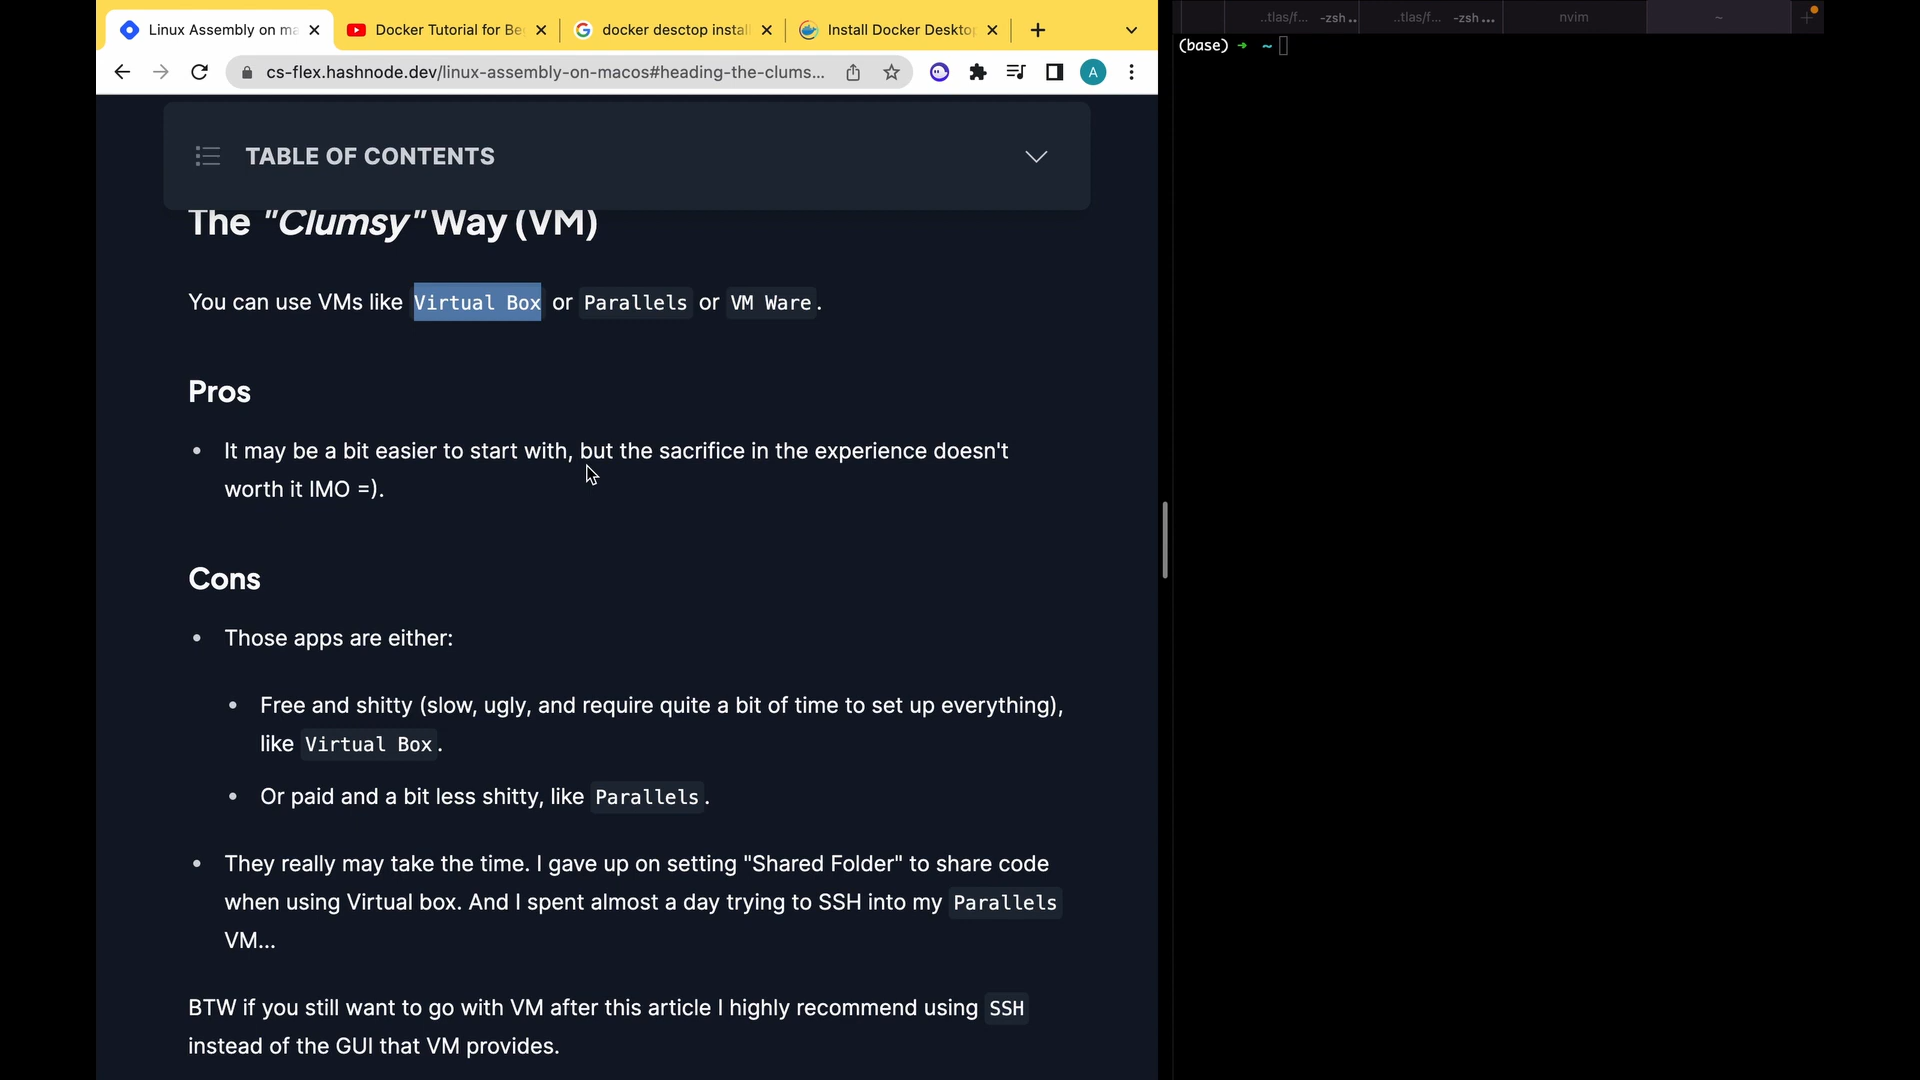 Linux Assembly on ma
Docker Tutorial for Be
docker desctop instal
Install Docker Deskto
..tlas/f... -zsh ..
..tlas/f... -zsh ...
nvim
~
cs-flex.hashnode.dev/linux-assembly-on-macos#heading-the-clums...
A
(base) → ~
TABLE OF CONTENTS
The "Clumsy" Way (VM)
You can use VMs like Virtual Box or Parallels or VM Ware.
Pros
• It may be a bit easier to start with, but the sacrifice in the experience doesn't
worth it IMO =).
Cons
• Those apps are either:
• Free and shitty (slow, ugly, and require quite a bit of time to set up everything),
like Virtual Box.
• Or paid and a bit less shitty, like Parallels.
• They really may take the time. I gave up on setting "Shared Folder" to share code
when using Virtual box. And I spent almost a day trying to SSH into my Parallels
VM...
BTW if you still want to go with VM after this article I highly recommend using SSH
instead of the GUI that VM provides.